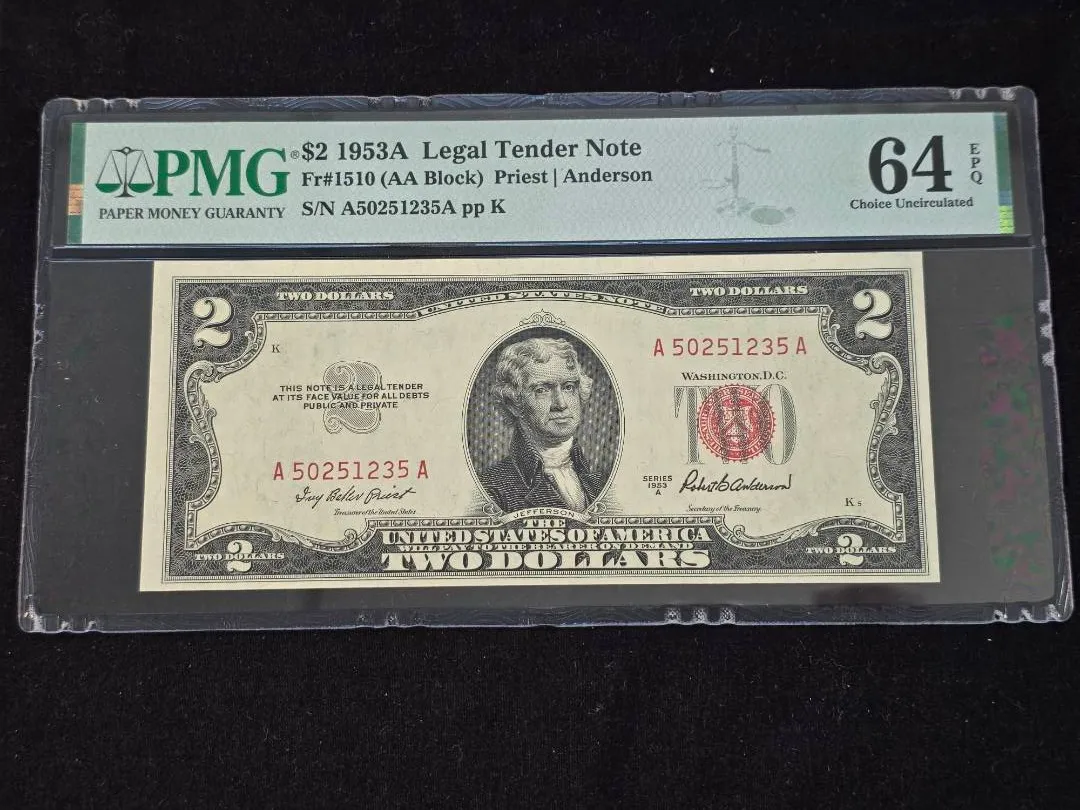 PMG® $2 1953A Legal Tender Note
Fr#1510 (AA Block) Priest | Anderson
PAPER MONEY GUARANTY S/N A50251235A pp K
64 EPQ
Choice Uncirculated
2 TWO DOLLARS UNITED STATES NOTE TWO DOLLARS 2
K
A 50251235 A
THIS NOTE IS A LEGAL TENDER
AT ITS FACE VALUE FOR ALL DEBTS
PUBLIC AND PRIVATE
2
WASHINGTON, D.C.
TWO
A 50251235 A
Ivy Baker Priest
Treasurer of the United States
SERIES
1953
A
Robert B Anderson
Secretary of the Treasury
K 5
JEFFERSON
THE
UNITED STATES OF AMERICA
WILL PAY TO THE BEARER ON DEMAND
TWO DOLLARS
TWO DOLLARS 2
TWO DOLLARS 2